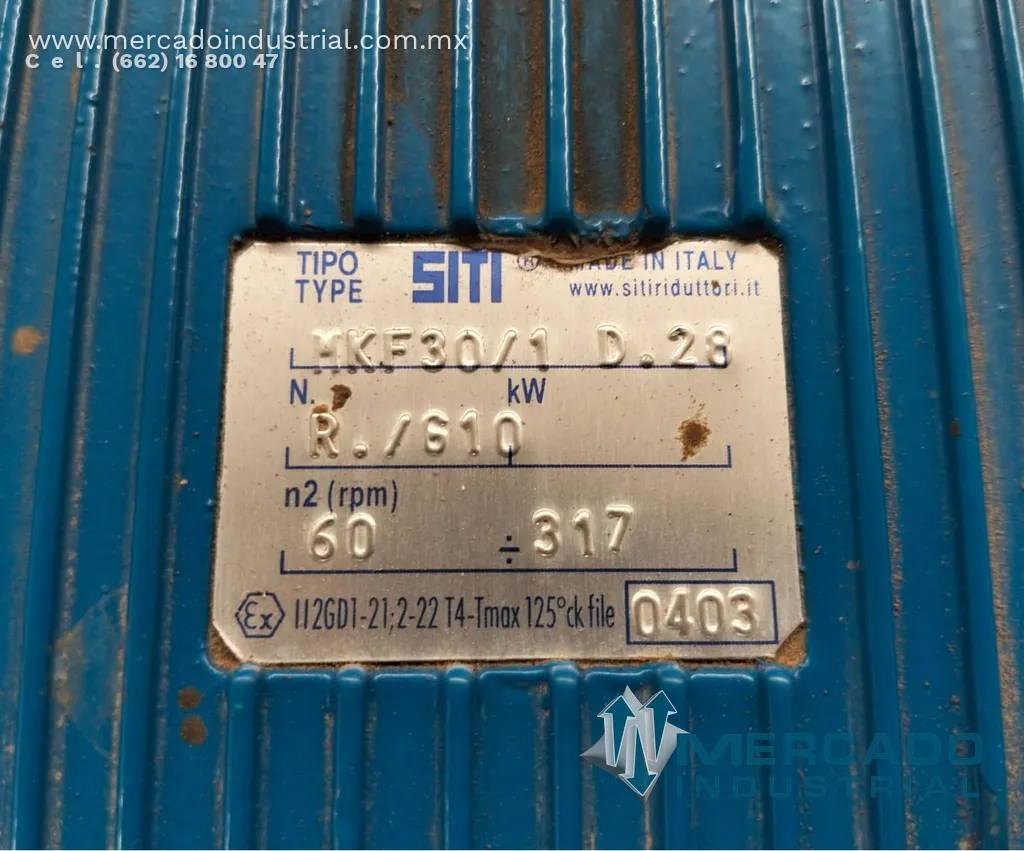 www.mercadoindustrial.com.mx
Cel. (662) 16 800 47
TIPO SITI ® MADE IN ITALY
TYPE www.sitiriduttori.it
MKF30/1 D.28
N. kW
R./G10
n2 (rpm)
60 ÷ 317
Ex II2GD1-21;2-22 T4-Tmax 125°ck file 0403
MERCADO
INDUSTRIAL